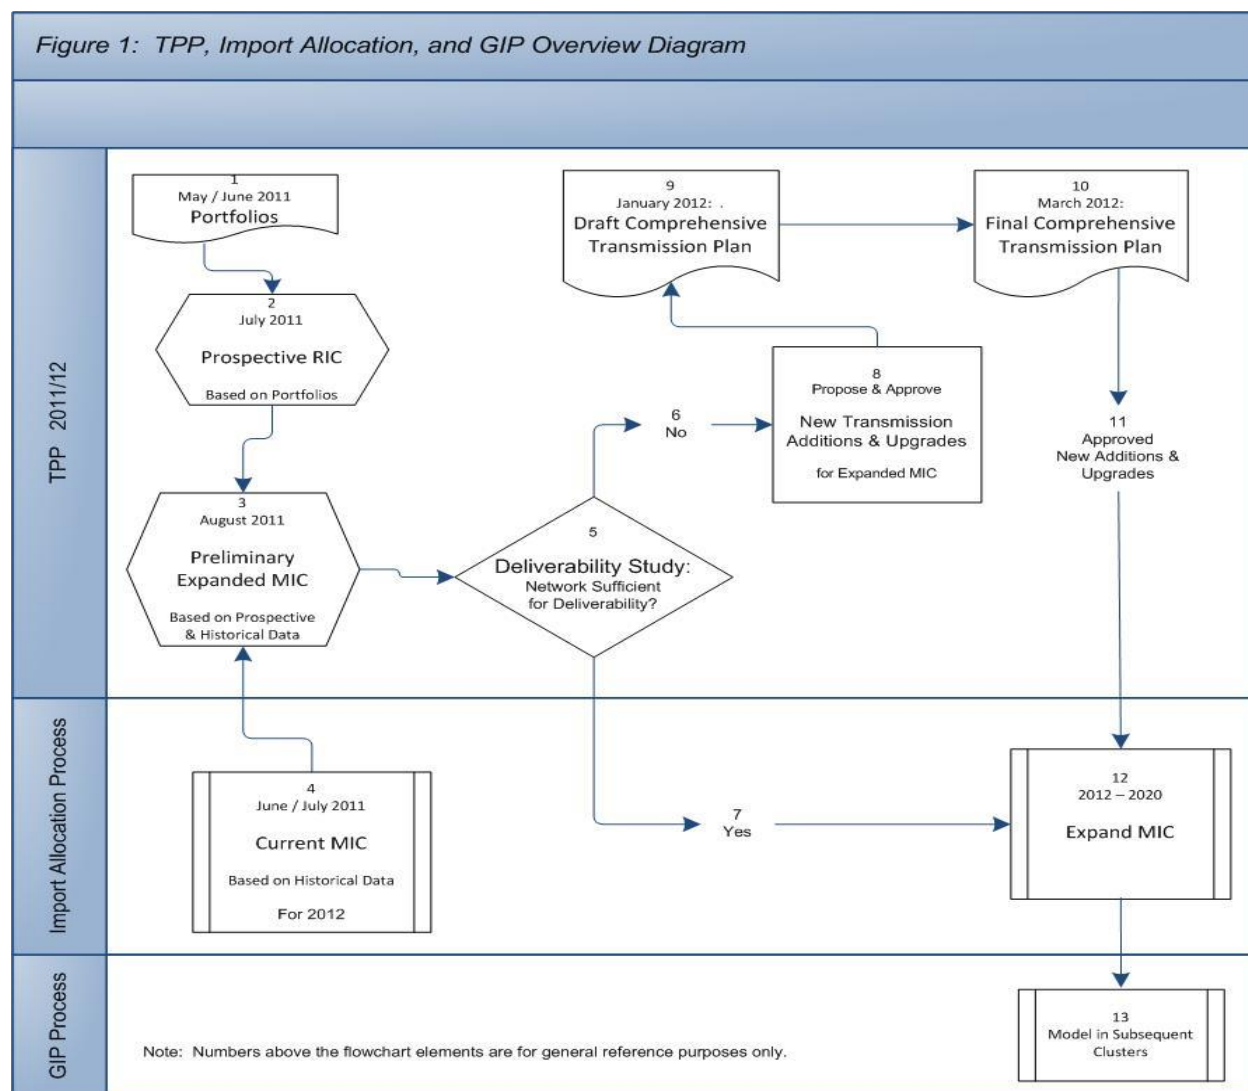 Figure 1:  TPP, Import Allocation, and GIP Overview Diagram
TPP  2011/12
1
May / June 2011
Portfolios
2
July 2011
Prospective RIC
Based on Portfolios
3
August 2011
Preliminary
Expanded MIC
Based on Prospective
& Historical Data
5
Deliverability Study:
Network Sufficient
for Deliverability?
6
No
8
Propose & Approve
New Transmission
Additions & Upgrades
for Expanded MIC
9
January 2012:  .
Draft Comprehensive
Transmission Plan
10
March 2012:
Final Comprehensive
Transmission Plan
11
Approved
New Additions &
Upgrades
Import Allocation Process
4
June / July 2011
Current MIC
Based on Historical Data
For 2012
7
Yes
12
2012 – 2020
Expand MIC
GIP Process
13
Model in Subsequent
Clusters
Note:  Numbers above the flowchart elements are for general reference purposes only.